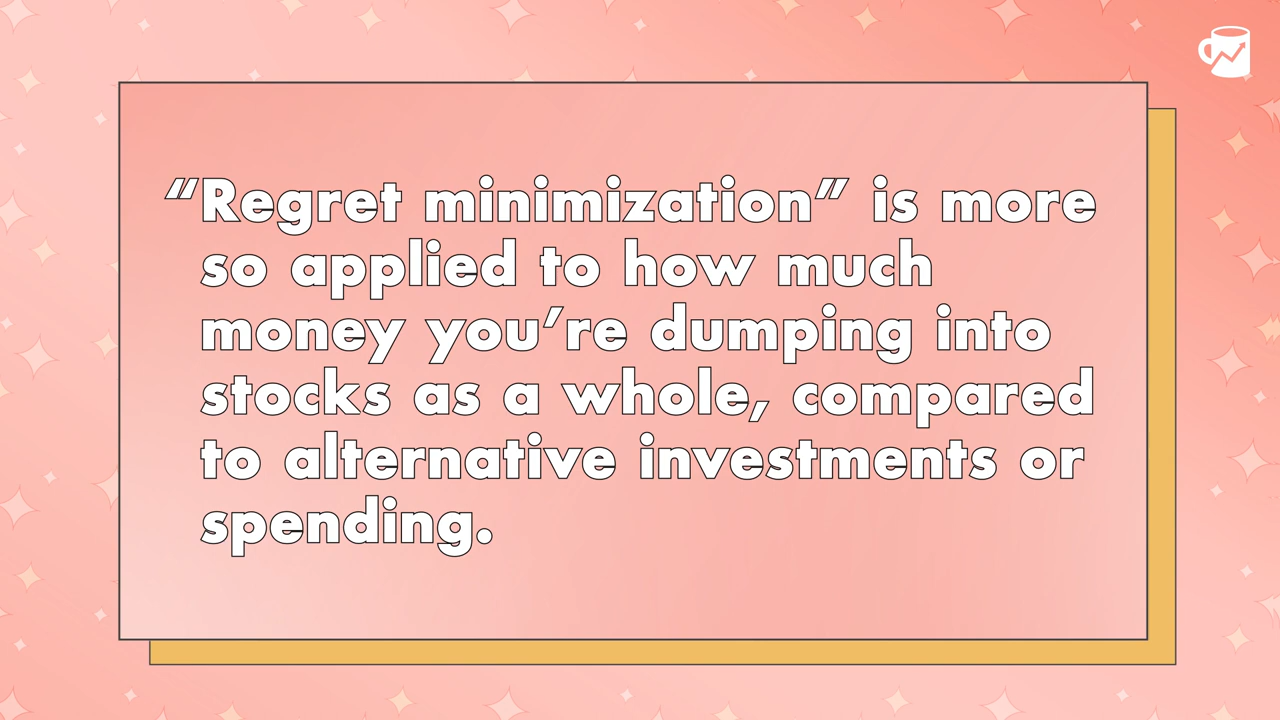 “Regret minimization” is more
so applied to how much
money you’re dumping into
stocks as a whole, compared
to alternative investments or
spending.